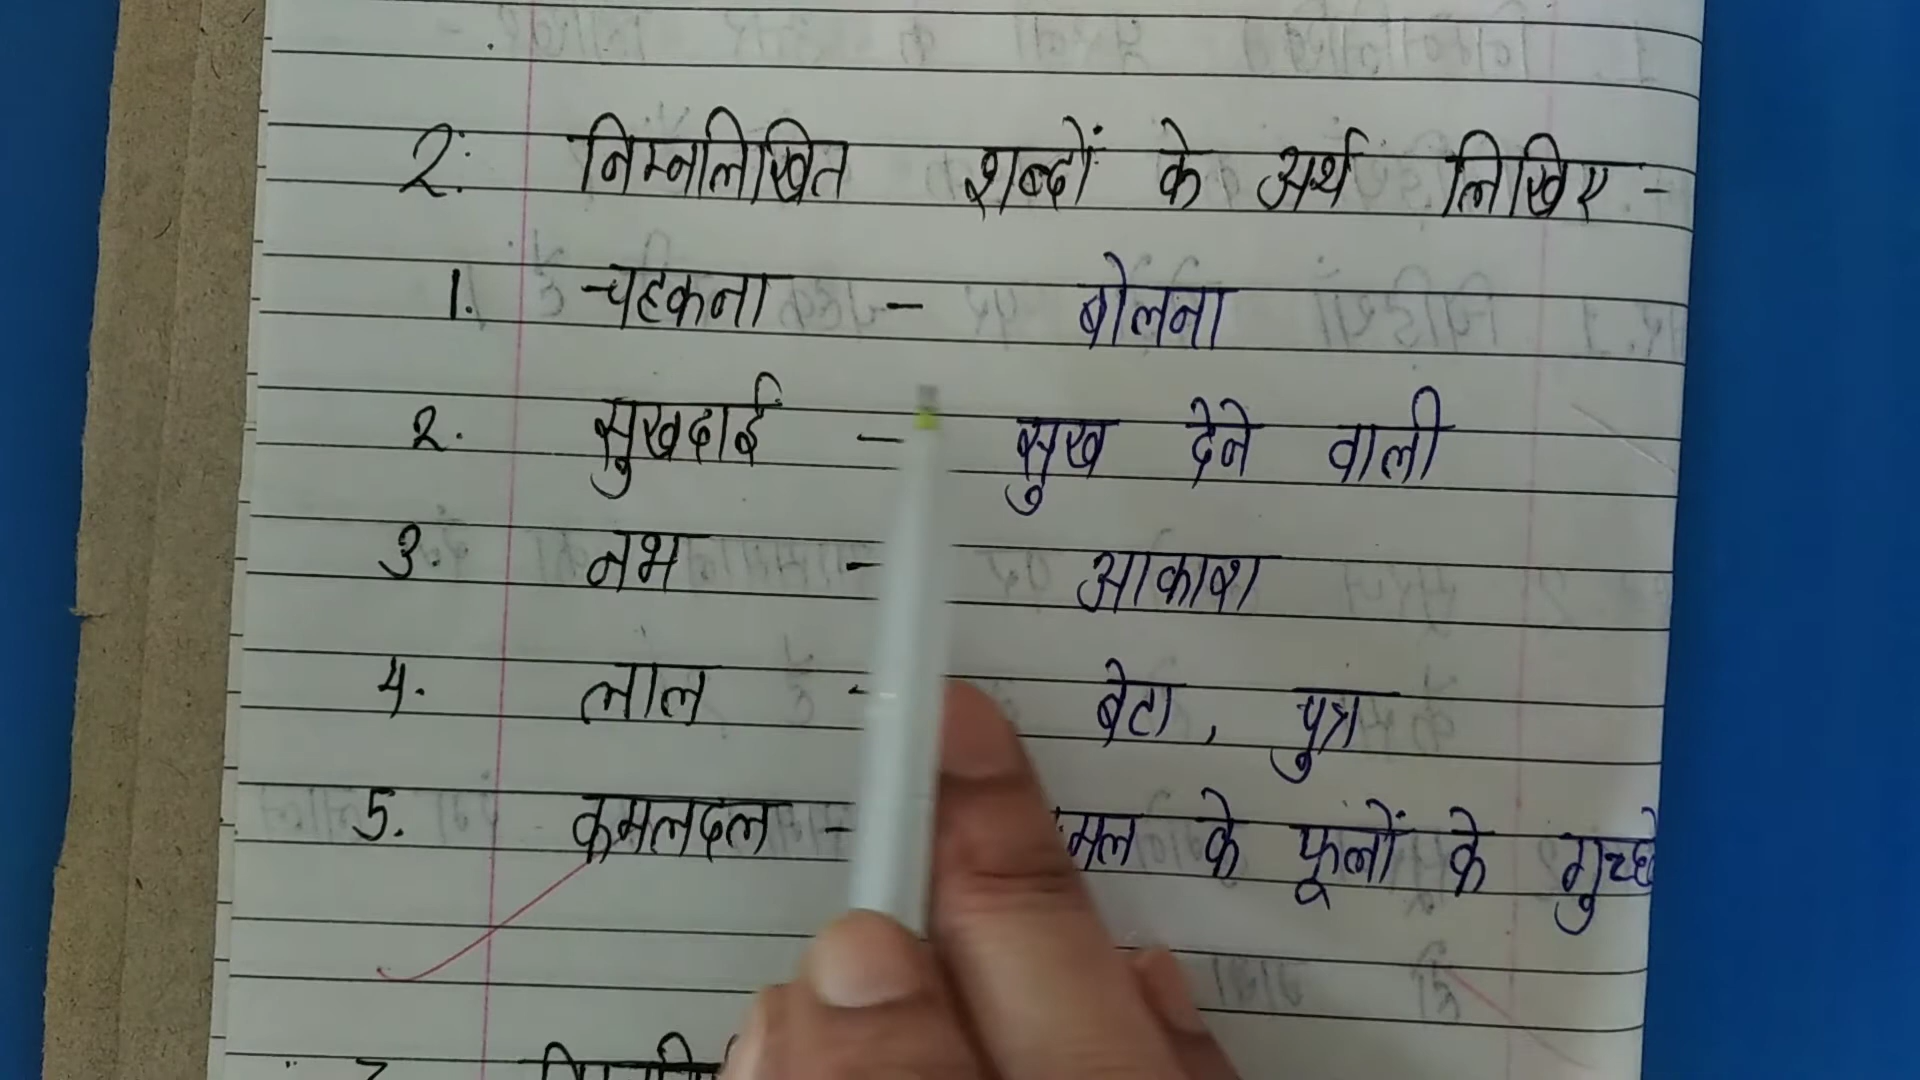 2. निम्नलिखित शब्दों के अर्थ लिखिए -
1. चहकना - बोलना
2. सुखदाई - सुख देने वाली
3. नभ - आकाश
4. लाल - बेटा, पुत्र
5. कमलदल - के फूलों के गुच्छे